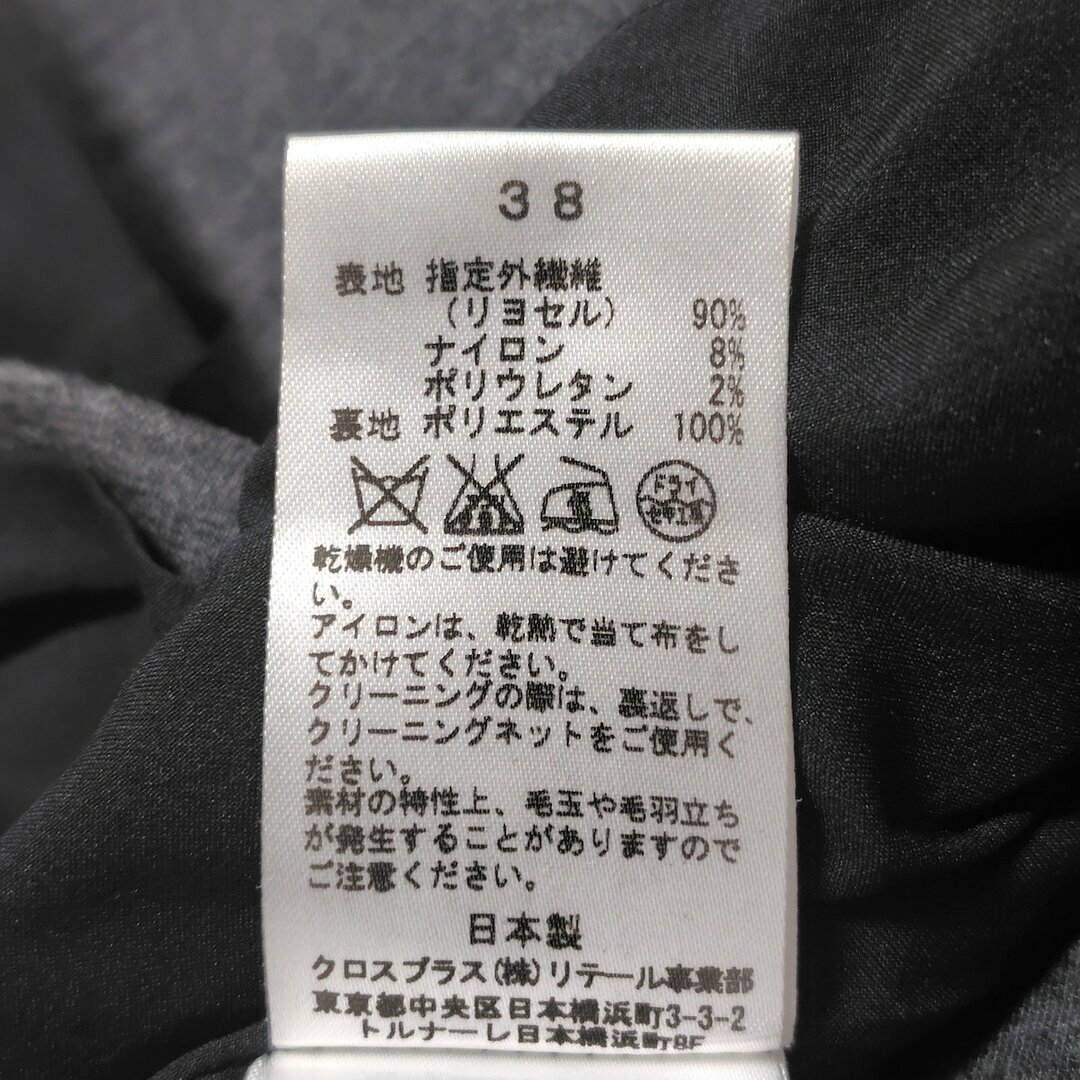 38
表地 指定外繊維
(リヨセル) 90%
ナイロン 8%
ポリウレタン 2%
裏地 ポリエステル 100%
ドライ
乾燥機のご使用は避けてくださ
い。
アイロンは、乾熱で当て布をし
てかけてください。
クリーニングの際は、裏返しで、
クリーニングネットをご使用く
ださい。
素材の特性上、毛玉や毛羽立ち
が発生することがありますので
ご注意ください。
日本製
クロスプラス(株)リテール事業部
東京都中央区日本橋浜町3-3-2
トルナーレ日本橋浜町8F